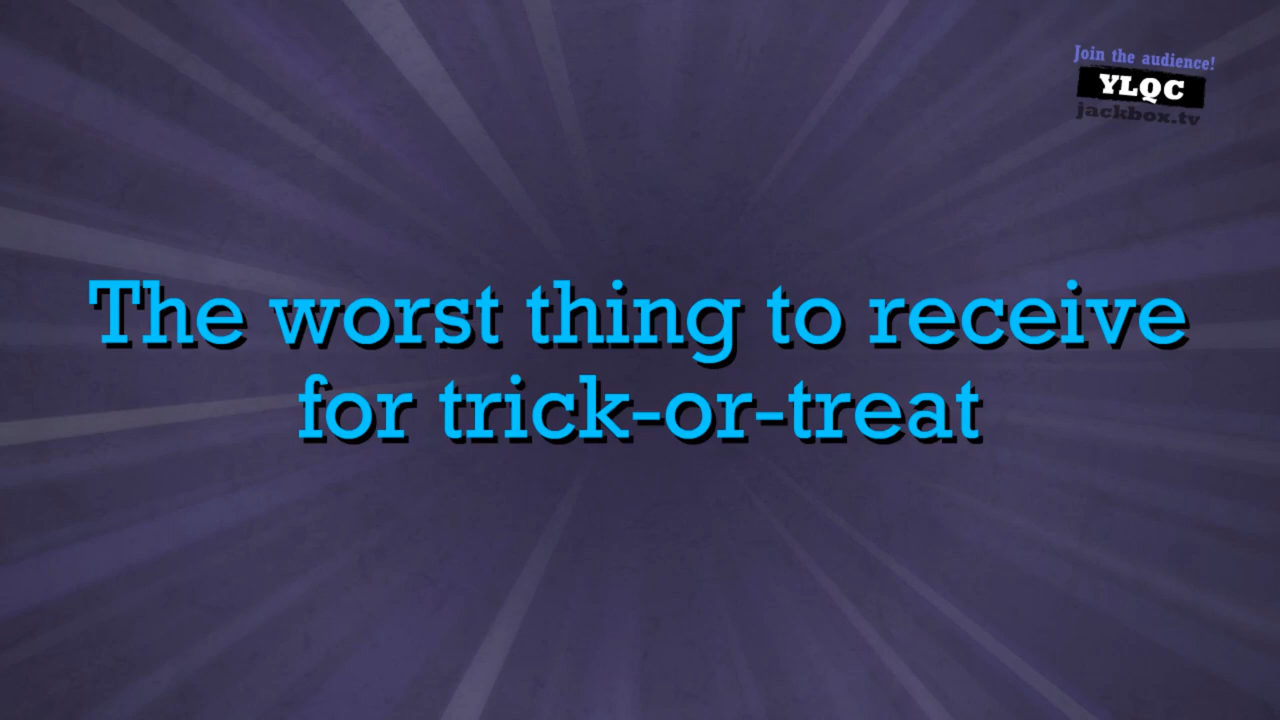 Join the audience!
YLQC
jackbox.tv
The worst thing to receive
for trick-or-treat